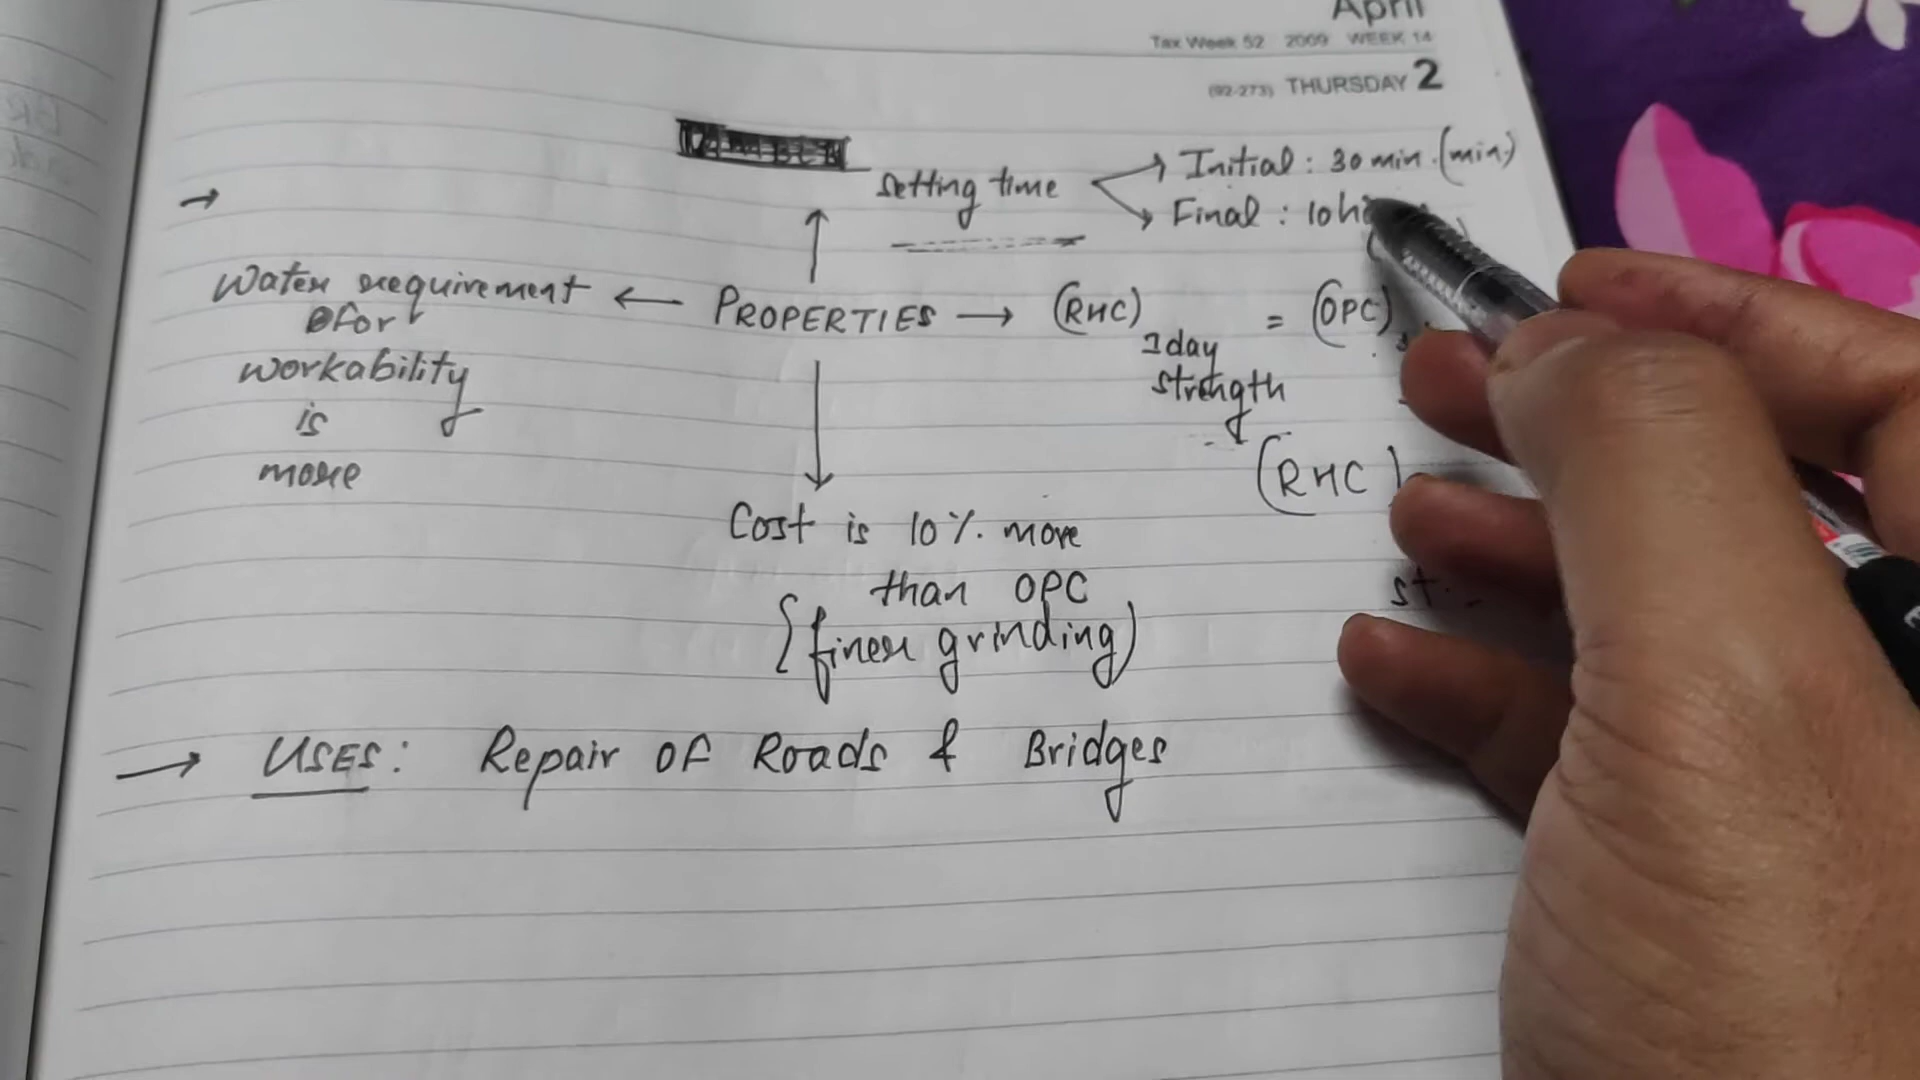 April
Tax Week 52 2009 WEEK 14
(92-273) THURSDAY 2
Setting time
Initial : 30 min. (min)
Final : 10 h
Water requirement
for
workability
is
more
PROPERTIES
(RHC) 1 day strength = (OPC)
(RHC)
st.
Cost is 10% more
than OPC
{finer grinding)
USES: Repair of Roads & Bridges